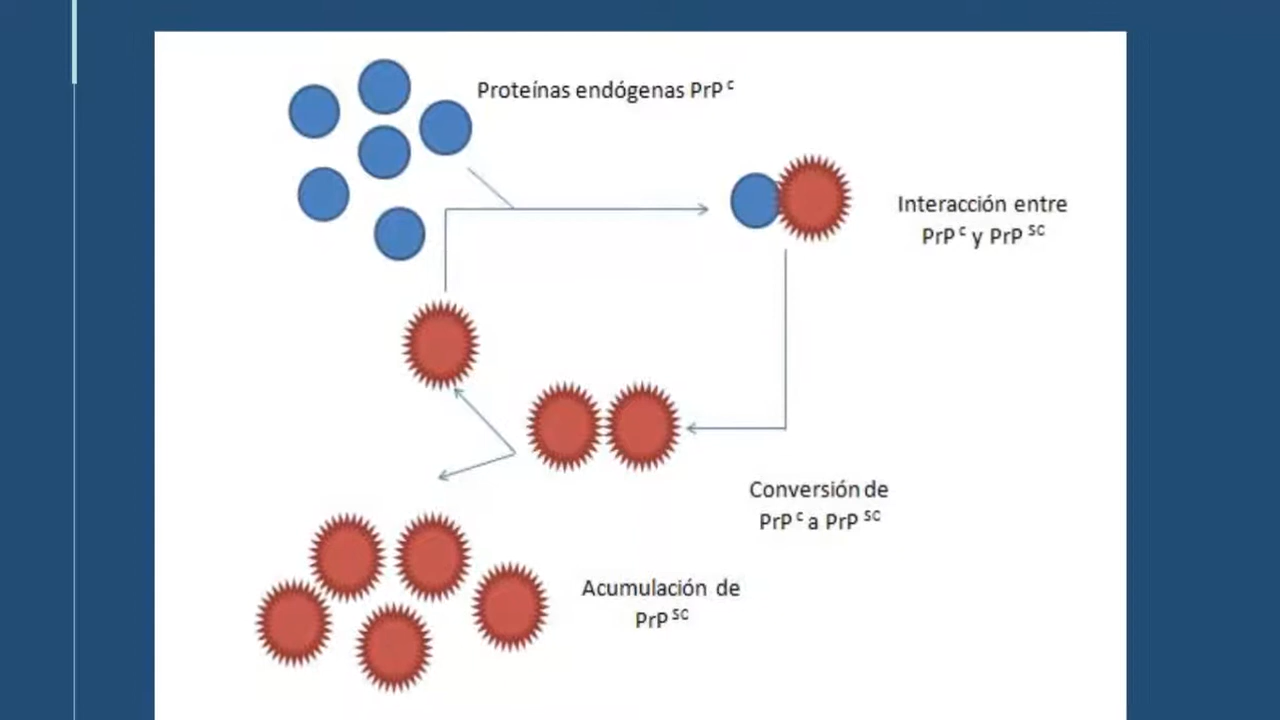 Proteínas endógenas PrP ᶜ
Interacción entre
PrP ᶜ y PrP ˢᶜ
Conversión de
PrP ᶜ a PrP ˢᶜ
Acumulación de
PrP ˢᶜ